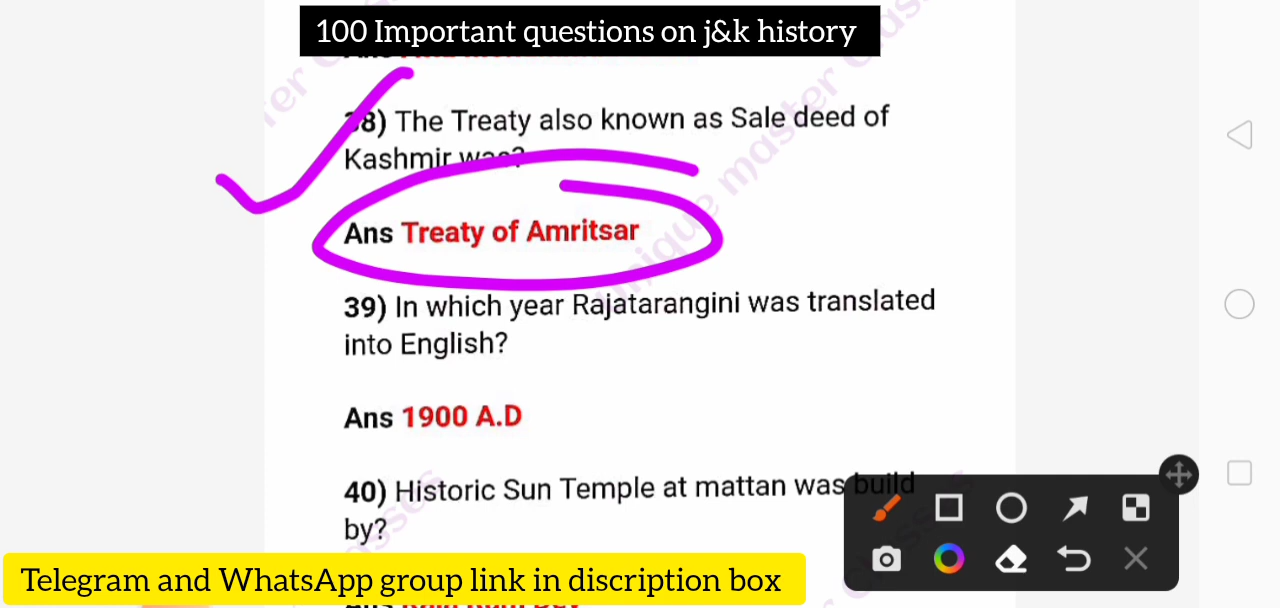 100 Important questions on j&k history
38) The Treaty also known as Sale deed of
Kashmir was?
Ans Treaty of Amritsar
39) In which year Rajatarangini was translated
into English?
Ans 1900 A.D
40) Historic Sun Temple at mattan was build
by?
Telegram and WhatsApp group link in discription box